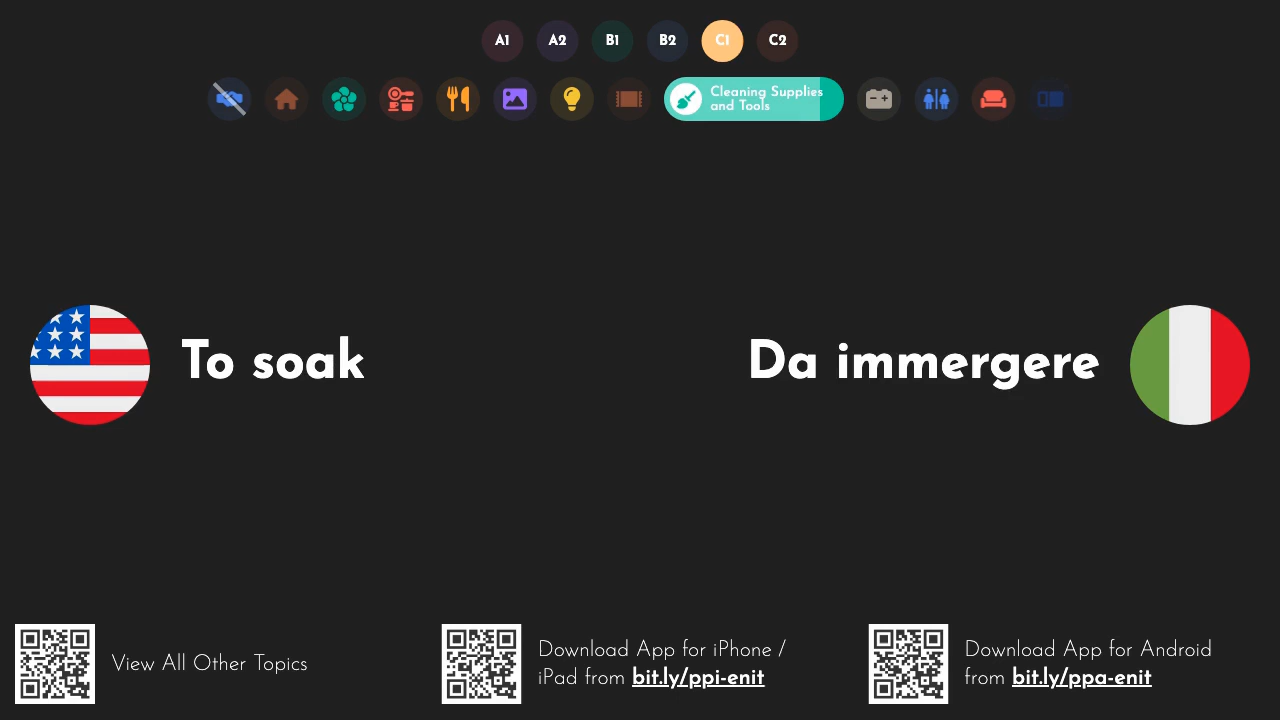 A1 A2 B1 B2 C1 C2
Cleaning Supplies
and Tools
To soak
Da immergere
View All Other Topics
Download App for iPhone /
iPad from bit.ly/ppi-enit
Download App for Android
from bit.ly/ppa-enit